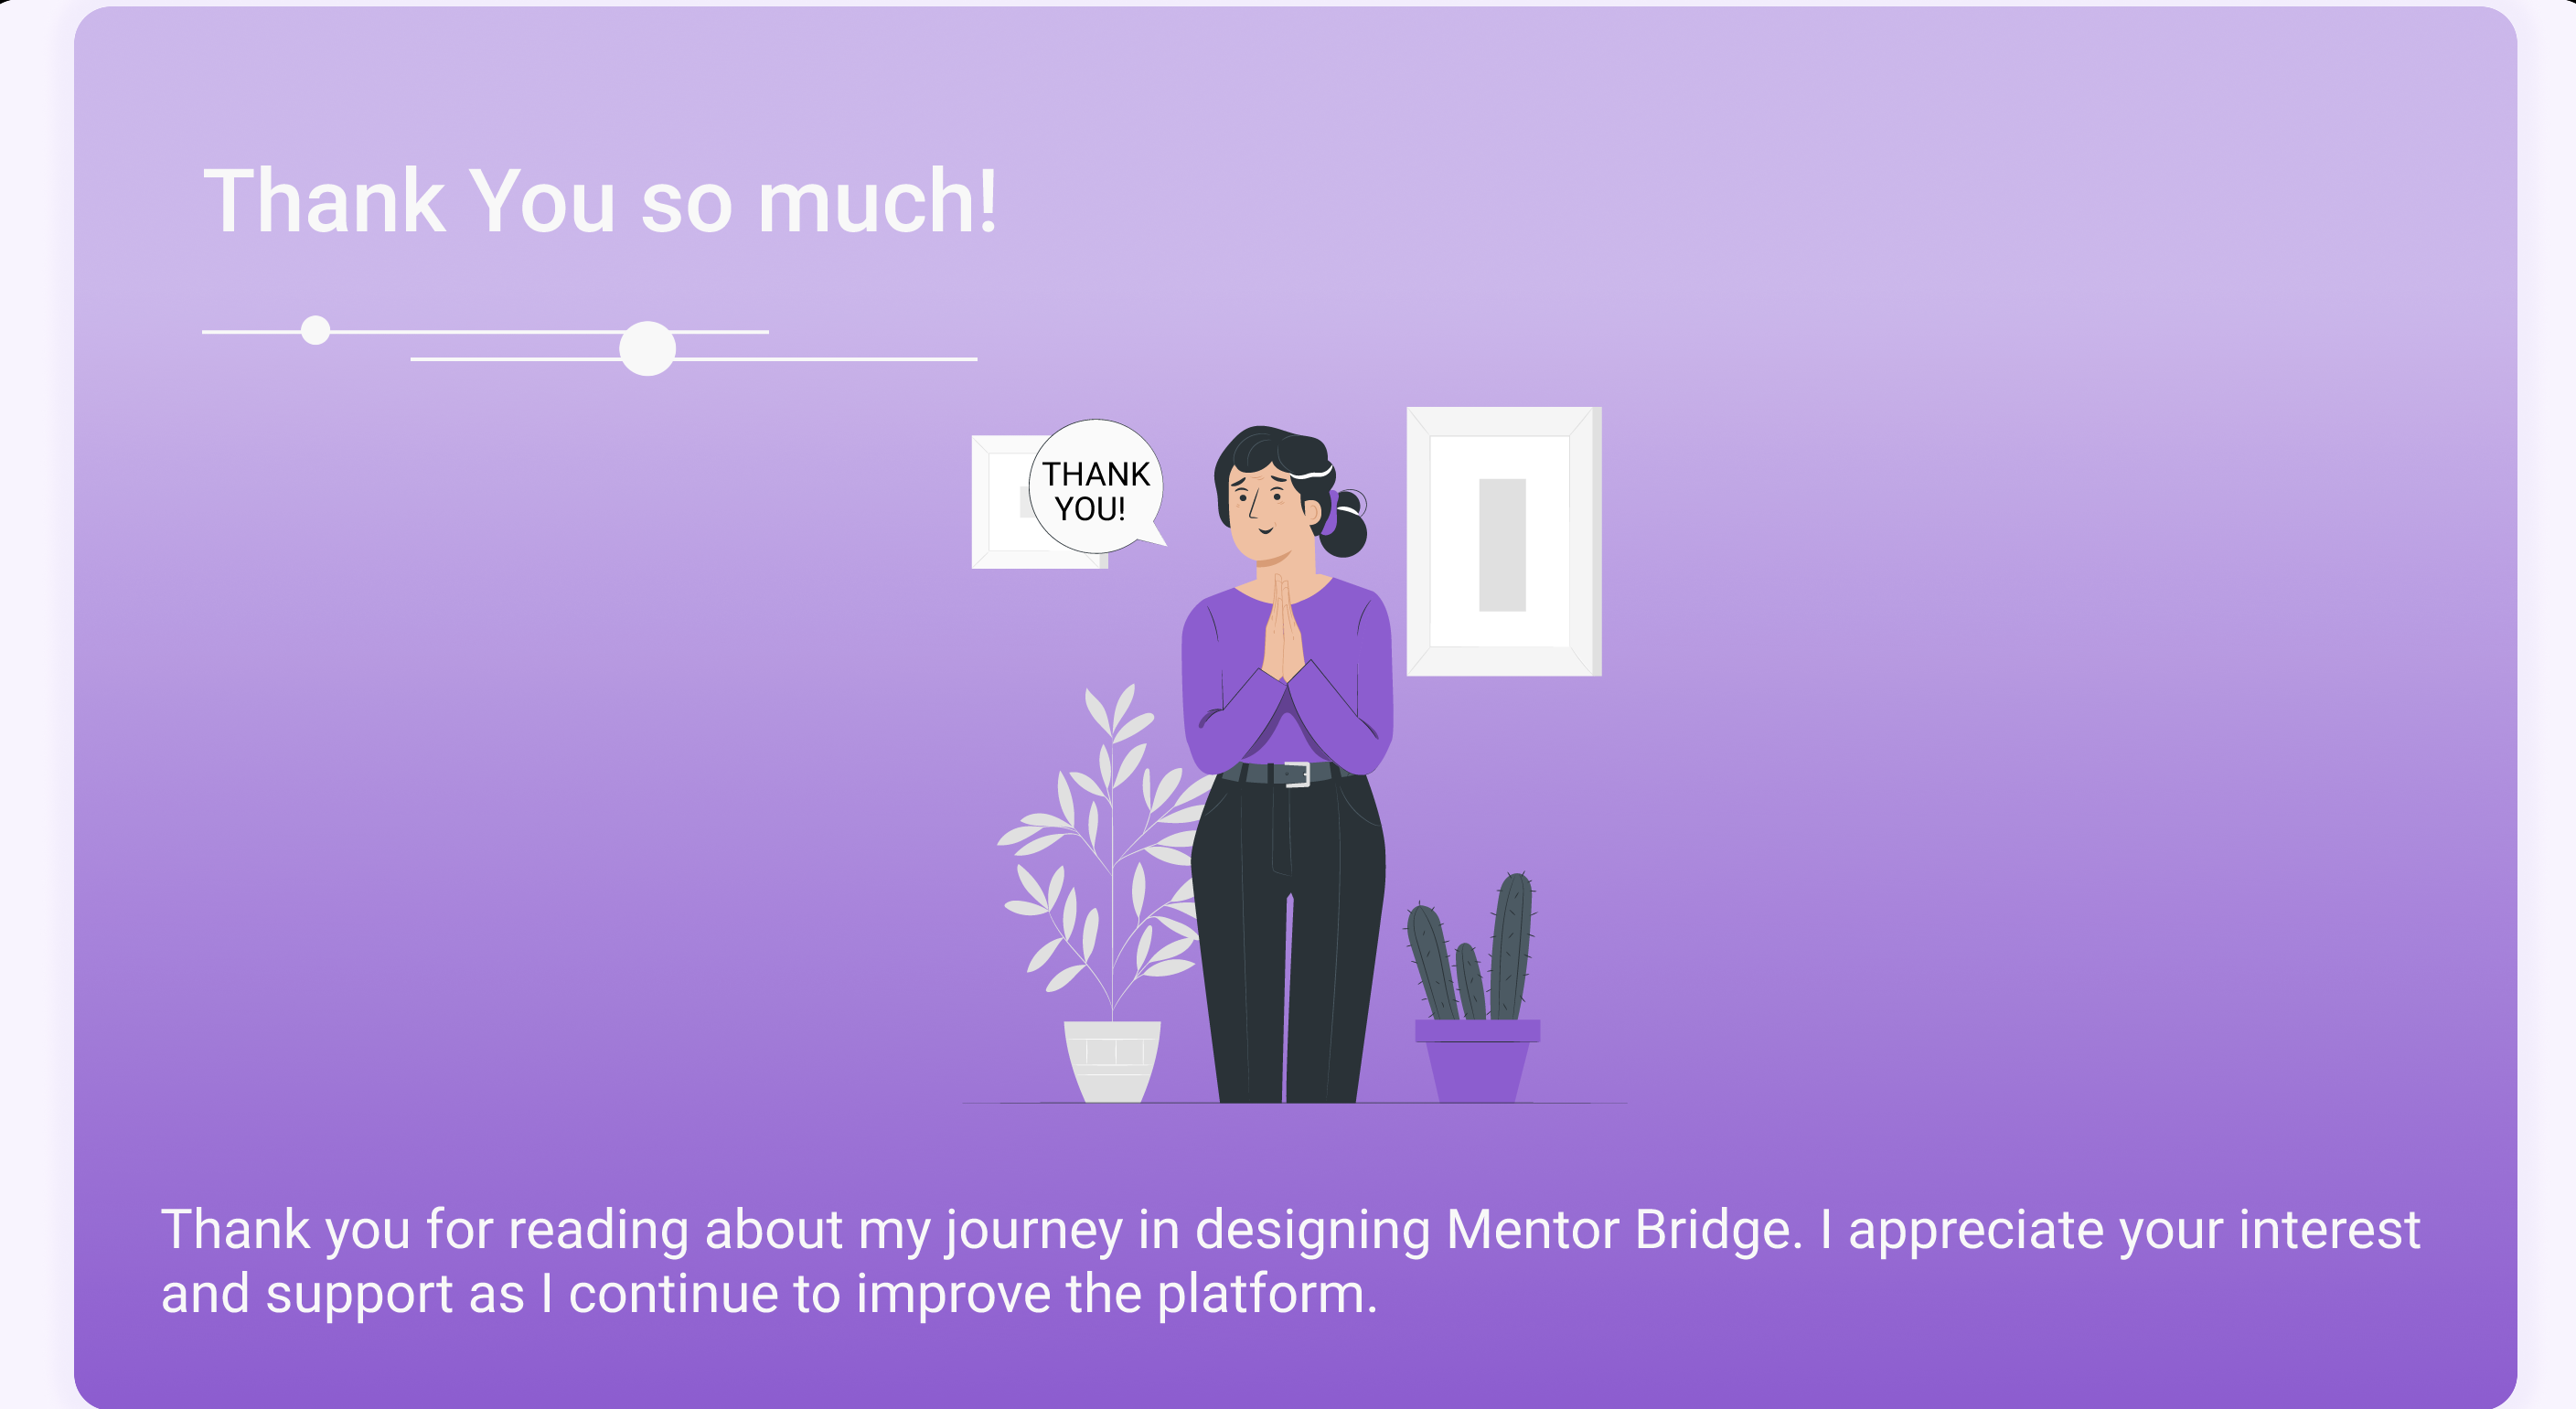 Thank You so much!
THANK
YOU!
Thank you for reading about my journey in designing Mentor Bridge. I appreciate your interest
and support as I continue to improve the platform.